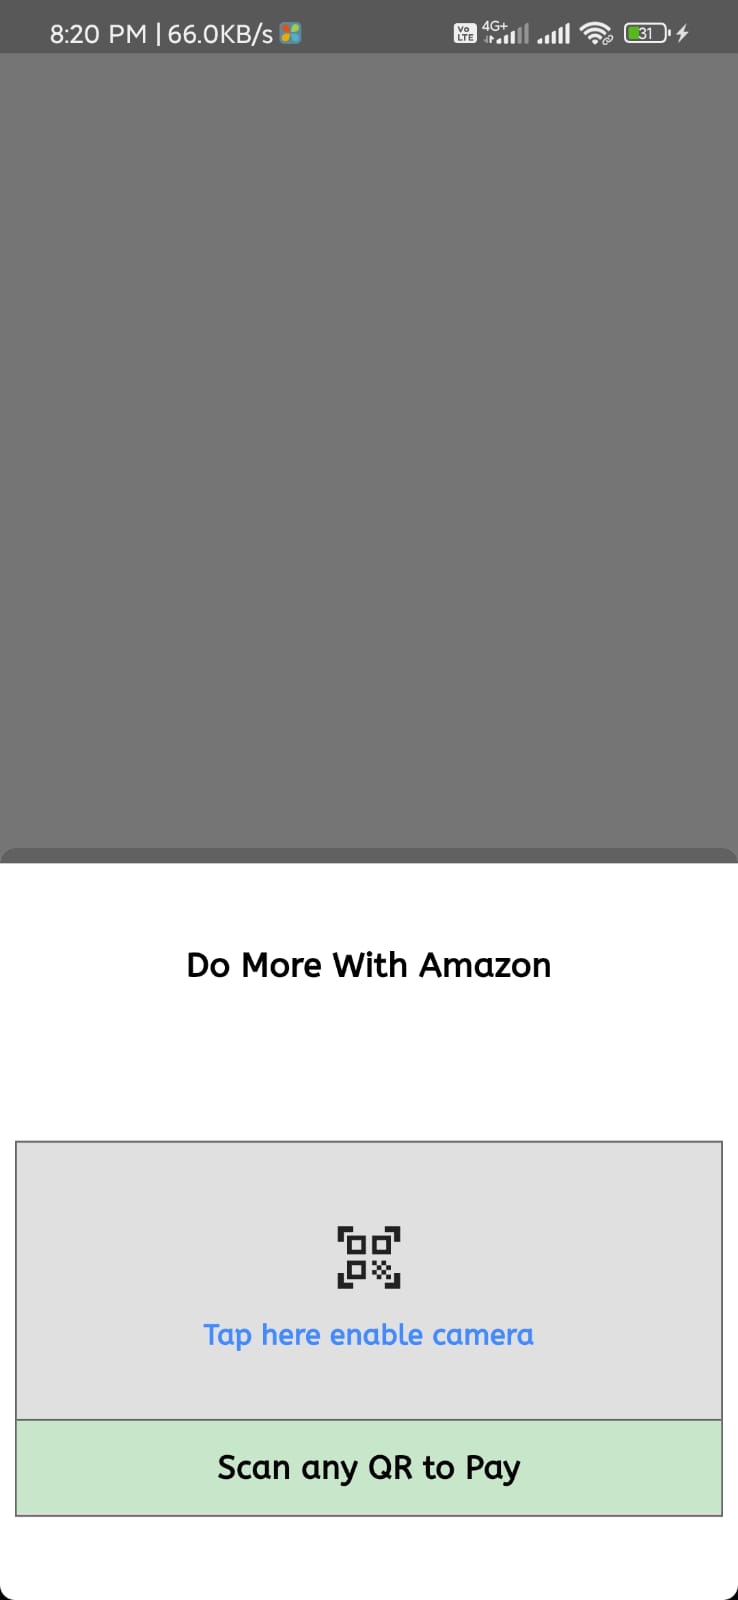 8:20 PM | 66.0KB/s Vo LTE 4G+ 31
Do More With Amazon
Tap here enable camera
Scan any QR to Pay